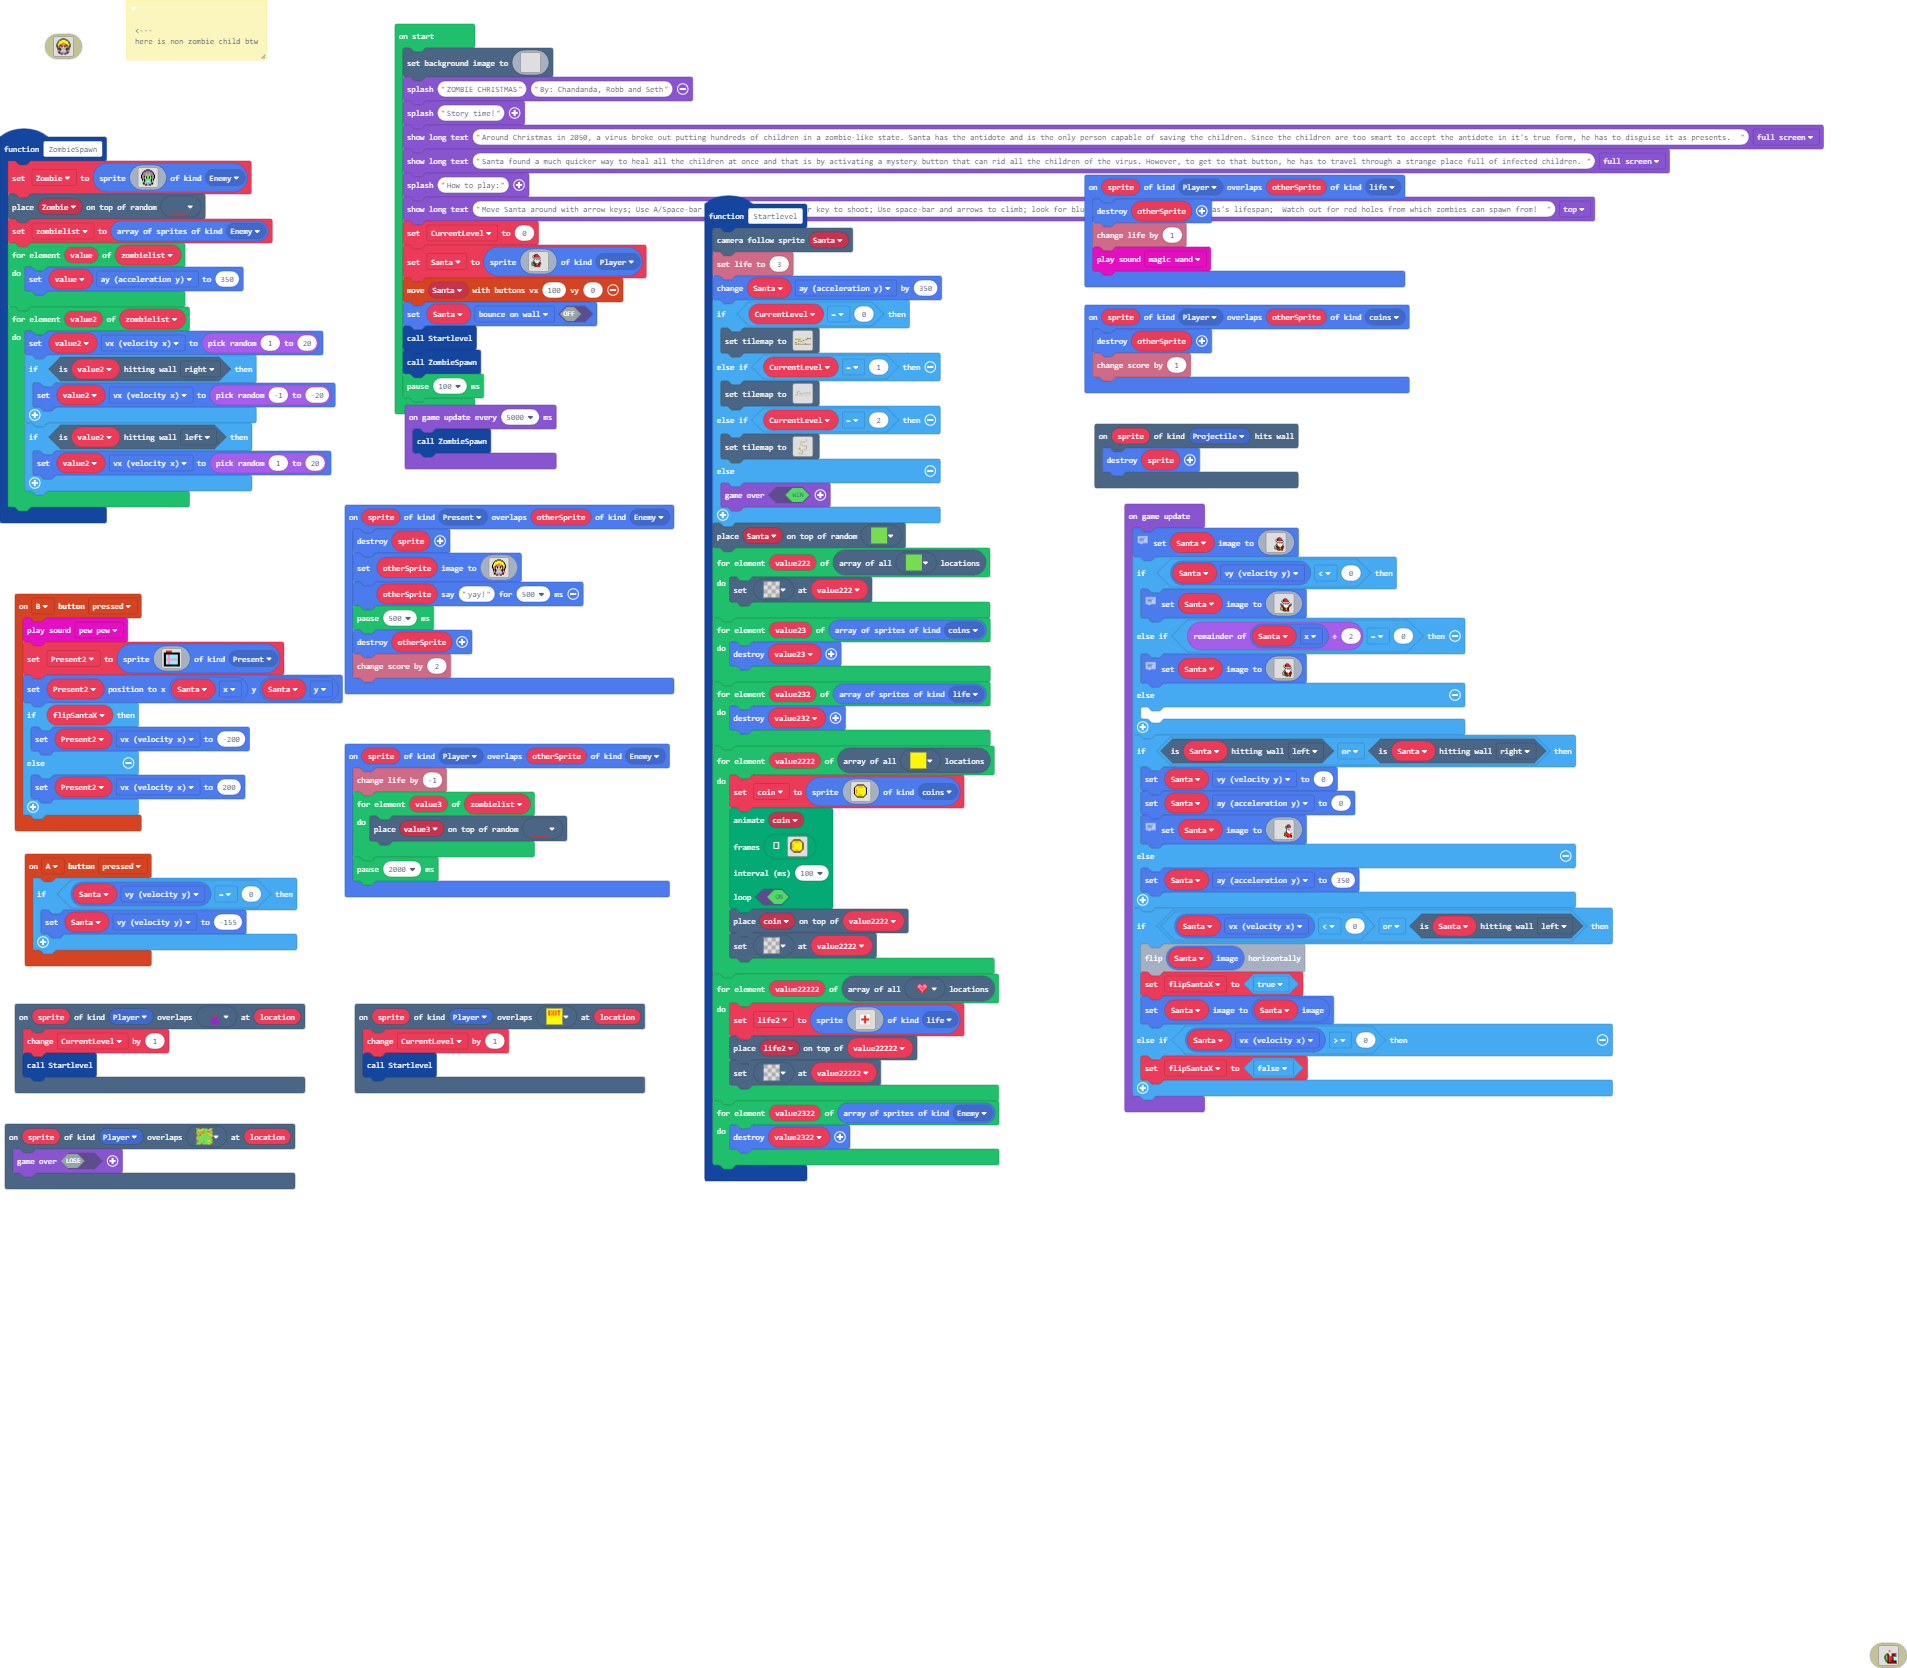 <---
here is non zombie child btw
function ZombieSpawn
set Zombie to sprite of kind Enemy
place Zombie on top of random
set zombielist to array of sprites of kind Enemy
for element value of zombielist
do set value ay (acceleration y) to 350
for element value2 of zombielist
do set value2 vx (velocity x) to pick random 1 to 20
if is value2 hitting wall right then
set value2 vx (velocity x) to pick random -1 to -20
if is value2 hitting wall left then
set value2 vx (velocity x) to pick random 1 to 20
on B button pressed
play sound pew pew
set Present2 to sprite of kind Present
set Present2 position to x Santa x y Santa y
if flipSantaX then
set Present2 vx (velocity x) to -200
else
set Present2 vx (velocity x) to 200
on A button pressed
if Santa vy (velocity y) = 0 then
set Santa vy (velocity y) to -155
on sprite of kind Player overlaps at location
change CurrentLevel by 1
call Startlevel
on sprite of kind Player overlaps at location
game over LOSE
on start
set background image to
splash "ZOMBIE CHRISTMAS" "By: Chandanda, Robb and Seth"
splash "Story time!"
show long text "Around Christmas in 2050, a virus broke out putting hundreds of children in a zombie-like state. Santa has the antidote and is the only person capable of saving the children. Since the children are too smart to accept the antidote in it's true form, he has to disguise it as presents. " full screen
show long text "Santa found a much quicker way to heal all the children at once and that is by activating a mystery button that can rid all the children of the virus. However, to get to that button, he has to travel through a strange place full of infected children. " full screen
splash "How to play:"
show long text "Move Santa around with arrow keys; Use A/Space-bar r key to shoot; Use space-bar and arrows to climb; look for blu as's lifespan; Watch out for red holes from which zombies can spawn from! " top
set CurrentLevel to 0
set Santa to sprite of kind Player
move Santa with buttons vx 100 vy 0
set Santa bounce on wall OFF
call Startlevel
call ZombieSpawn
pause 100 ms
on game update every 5000 ms
call ZombieSpawn
on sprite of kind Present overlaps otherSprite of kind Enemy
destroy sprite
set otherSprite image to
otherSprite say "yay!" for 500 ms
pause 500 ms
destroy otherSprite
change score by 2
on sprite of kind Player overlaps otherSprite of kind Enemy
change life by -1
for element value3 of zombielist
do place value3 on top of random
pause 2000 ms
on sprite of kind Player overlaps EXIT at location
change CurrentLevel by 1
call Startlevel
function Startlevel
camera follow sprite Santa
set life to 3
change Santa ay (acceleration y) by 350
if CurrentLevel = 0 then
set tilemap to
else if CurrentLevel = 1 then
set tilemap to
else if CurrentLevel = 2 then
set tilemap to
else
game over WIN
place Santa on top of random
for element value222 of array of all locations
do set at value222
for element value23 of array of sprites of kind coins
do destroy value23
for element value232 of array of sprites of kind life
do destroy value232
for element value2222 of array of all locations
do set coin to sprite of kind coins
animate coin
frames
interval (ms) 100
loop ON
place coin on top of value2222
set at value2222
for element value22222 of array of all locations
do set life2 to sprite of kind life
place life2 on top of value22222
set at value22222
for element value2322 of array of sprites of kind Enemy
do destroy value2322
on sprite of kind Player overlaps otherSprite of kind life
destroy otherSprite
change life by 1
play sound magic wand
on sprite of kind Player overlaps otherSprite of kind coins
destroy otherSprite
change score by 1
on sprite of kind Projectile hits wall
destroy sprite
on game update
set Santa image to
if Santa vy (velocity y) < 0 then
set Santa image to
else if remainder of Santa x ÷ 2 = 0 then
set Santa image to
else
if is Santa hitting wall left or is Santa hitting wall right then
set Santa vy (velocity y) to 0
set Santa ay (acceleration y) to 0
set Santa image to
else
set Santa ay (acceleration y) to 350
if Santa vx (velocity x) < 0 or is Santa hitting wall left then
flip Santa image horizontally
set flipSantaX to true
set Santa image to Santa image
else if Santa vx (velocity x) > 0 then
set flipSantaX to false